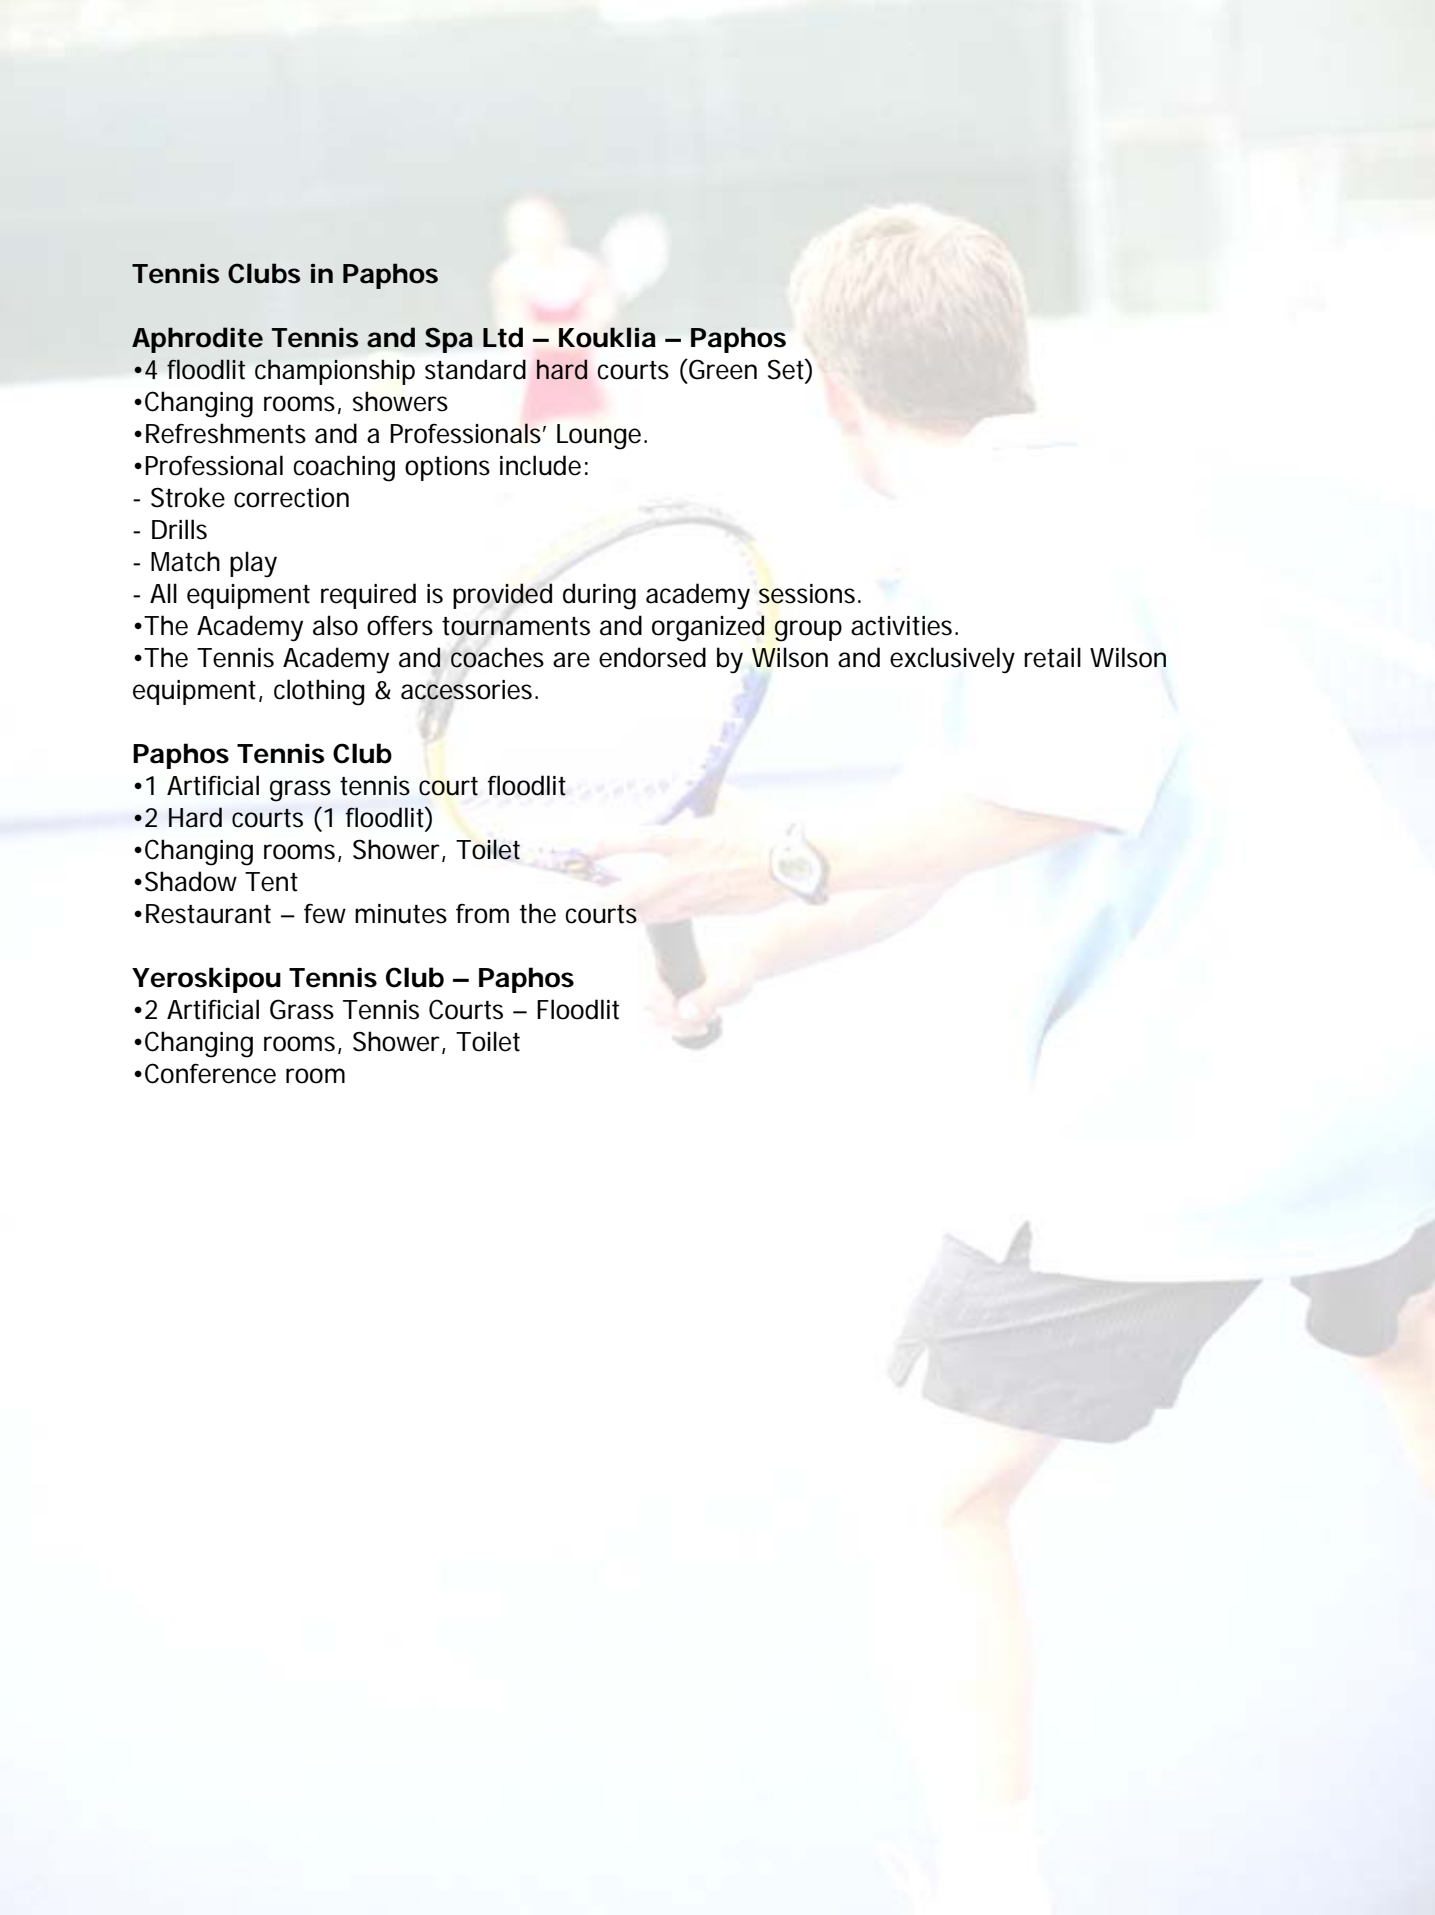 Tennis Clubs in Paphos
Aphrodite Tennis and Spa Ltd – Kouklia – Paphos
•4 floodlit championship standard hard courts (Green Set)
•Changing rooms, showers
•Refreshments and a Professionals’ Lounge.
•Professional coaching options include:
- Stroke correction
- Drills
- Match play
- All equipment required is provided during academy sessions.
•The Academy also offers tournaments and organized group activities.
•The Tennis Academy and coaches are endorsed by Wilson and exclusively retail Wilson
equipment, clothing & accessories.
Paphos Tennis Club
•1 Artificial grass tennis court floodlit
•2 Hard courts (1 floodlit)
•Changing rooms, Shower, Toilet
•Shadow Tent
•Restaurant – few minutes from the courts
Yeroskipou Tennis Club – Paphos
•2 Artificial Grass Tennis Courts – Floodlit
•Changing rooms, Shower, Toilet
•Conference room